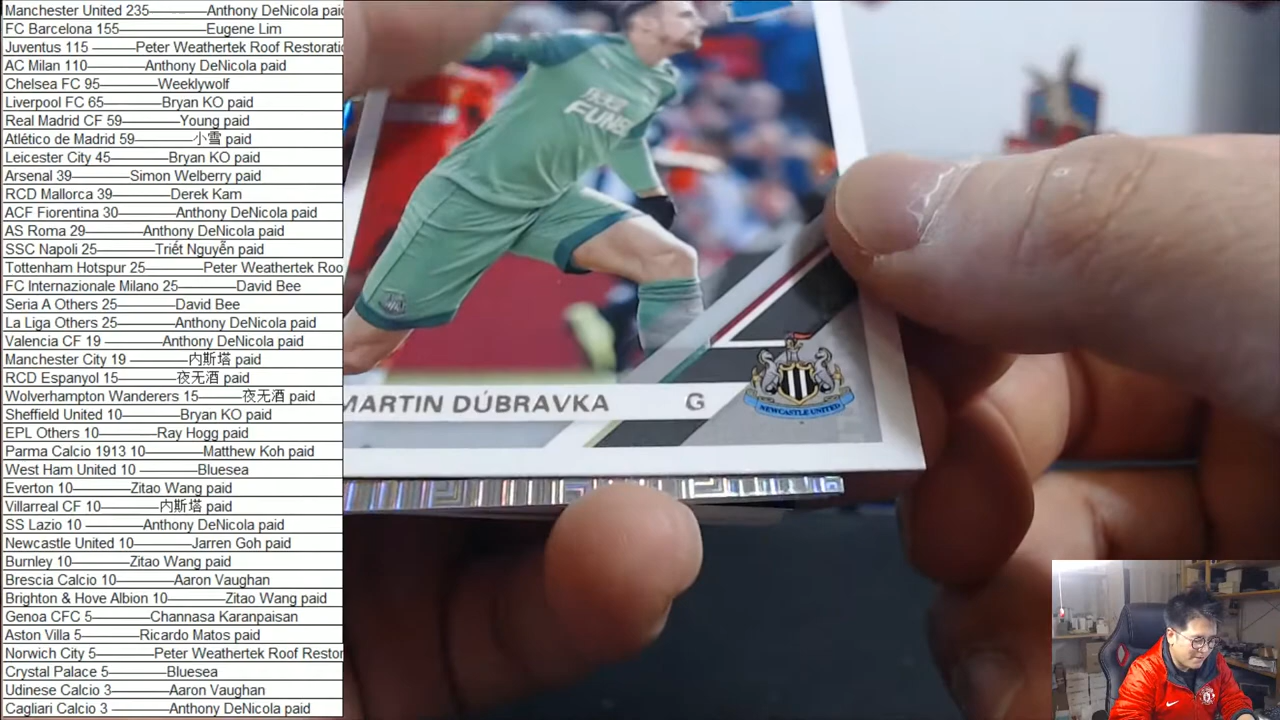 Manchester United 235———Anthony DeNicola paid
FC Barcelona 155————Eugene Lim
Juventus 115 ————Peter Weathertek Roof Restoratio
AC Milan 110————Anthony DeNicola paid
Chelsea FC 95————Weeklywolf
Liverpool FC 65————Bryan KO paid
Real Madrid CF 59————Young paid
Atlético de Madrid 59————小雪 paid
Leicester City 45————Bryan KO paid
Arsenal 39————Simon Welberry paid
RCD Mallorca 39 ————Derek Kam
ACF Fiorentina 30————Anthony DeNicola paid
AS Roma 29————Anthony DeNicola paid
SSC Napoli 25————Triết Nguyễn paid
Tottenham Hotspur 25————Peter Weathertek Roo
FC Internazionale Milano 25————David Bee
Seria A Others 25————David Bee
La Liga Others 25————Anthony DeNicola paid
Valencia CF 19 ————Anthony DeNicola paid
Manchester City 19 ————内斯塔 paid
RCD Espanyol 15————夜无酒 paid
Wolverhampton Wanderers 15————夜无酒 paid
Sheffield United 10————Bryan KO paid
EPL Others 10————Ray Hogg paid
Parma Calcio 1913 10————Matthew Koh paid
West Ham United 10 ————Bluesea
Everton 10————Zitao Wang paid
Villarreal CF 10————内斯塔 paid
SS Lazio 10 ————Anthony DeNicola paid
Newcastle United 10————Jarren Goh paid
Burnley 10————Zitao Wang paid
Brescia Calcio 10————Aaron Vaughan
Brighton & Hove Albion 10————Zitao Wang paid
Genoa CFC 5————Channasa Karanpaisan
Aston Villa 5————Ricardo Matos paid
Norwich City 5————Peter Weathertek Roof Restor
Crystal Palace 5————Bluesea
Udinese Calcio 3————Aaron Vaughan
Cagliari Calcio 3————Anthony DeNicola paid
FUN88
MARTIN DÚBRAVKA G
NEWCASTLE UNITED